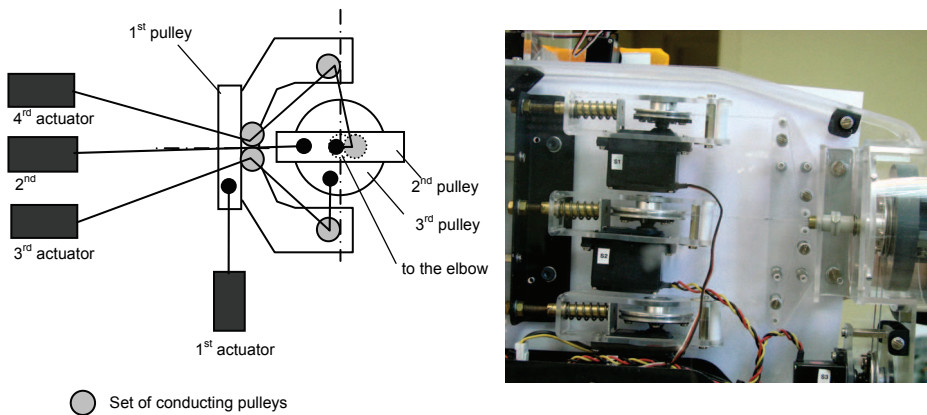 1st pulley
4rd actuator
2nd
3rd actuator
2nd pulley
3rd pulley
to the elbow
1st actuator
Set of conducting pulleys
S1
S2
S3